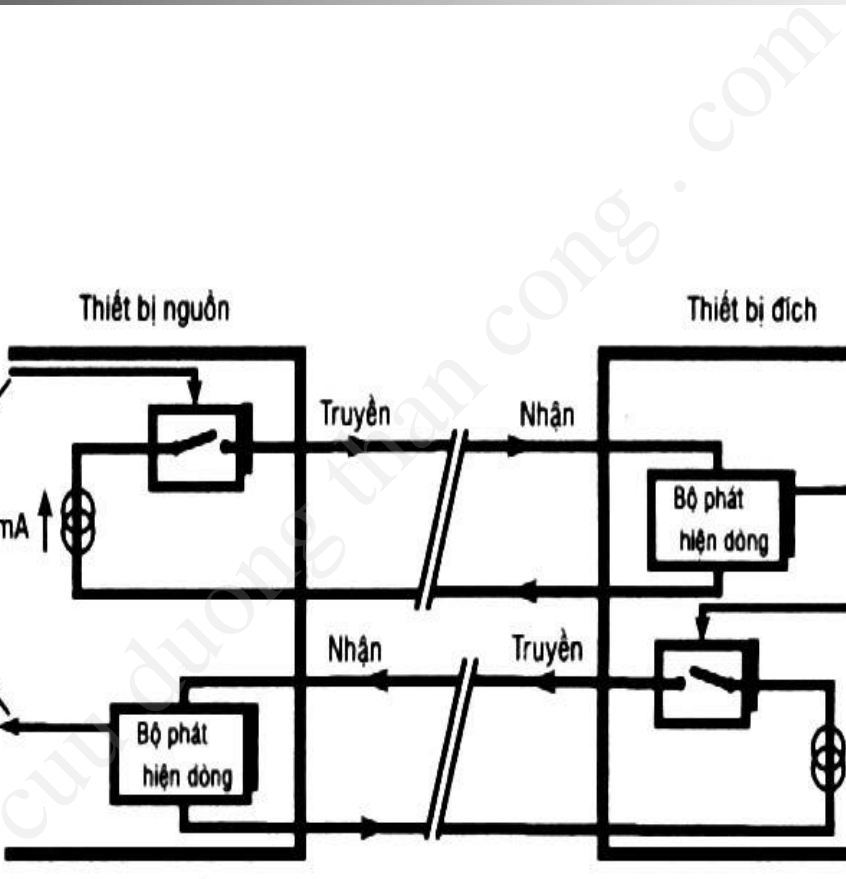 cuu duong than cong . com
Thiết bị nguồn
Thiết bị đích
Truyền
Nhận
mA
Bộ phát
hiện dòng
Nhận
Truyền
Bộ phát
hiện dòng